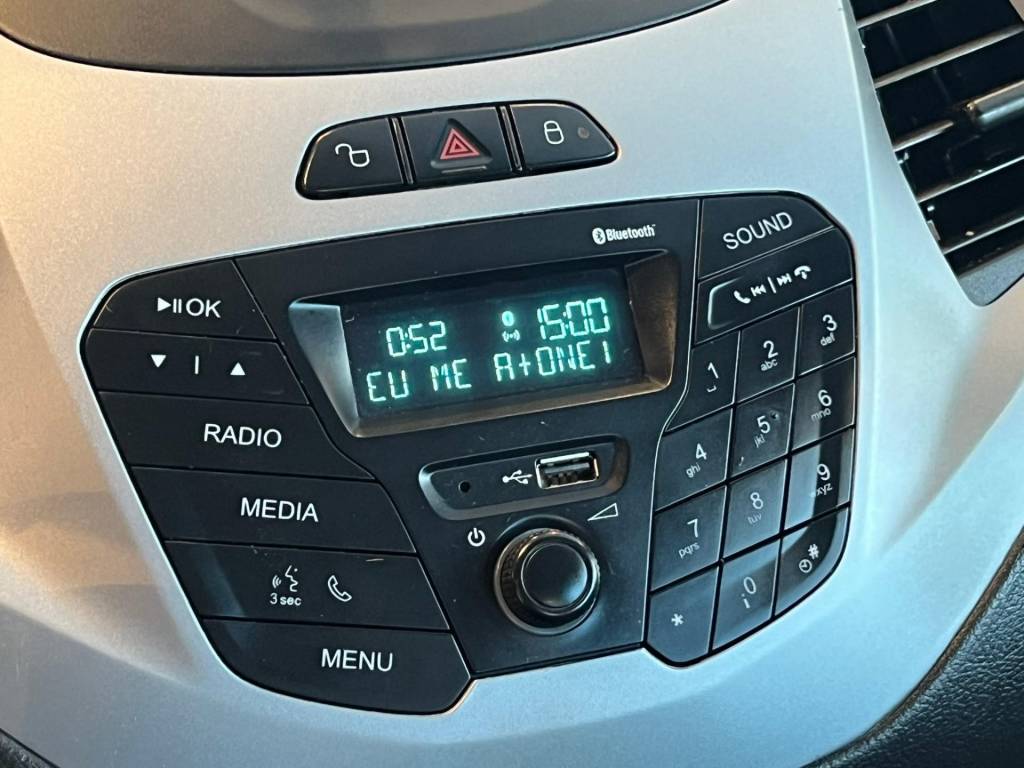 Bluetooth
SOUND
OK
0:52 15:00
EU ME A+ONE1
RADIO
MEDIA
3 sec
MENU
1
2
abc
3
def
4
ghi
5
jkl
6
mno
7
pqrs
8
tuv
9
wxyz
*
0
i
#